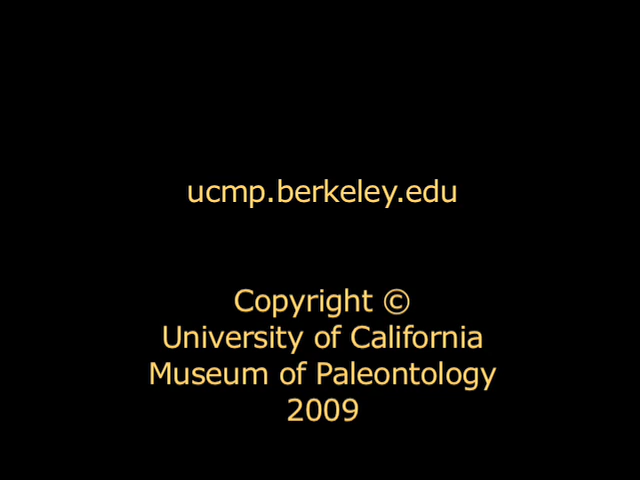 ucmp.berkeley.edu
Copyright ©
University of California
Museum of Paleontology
2009